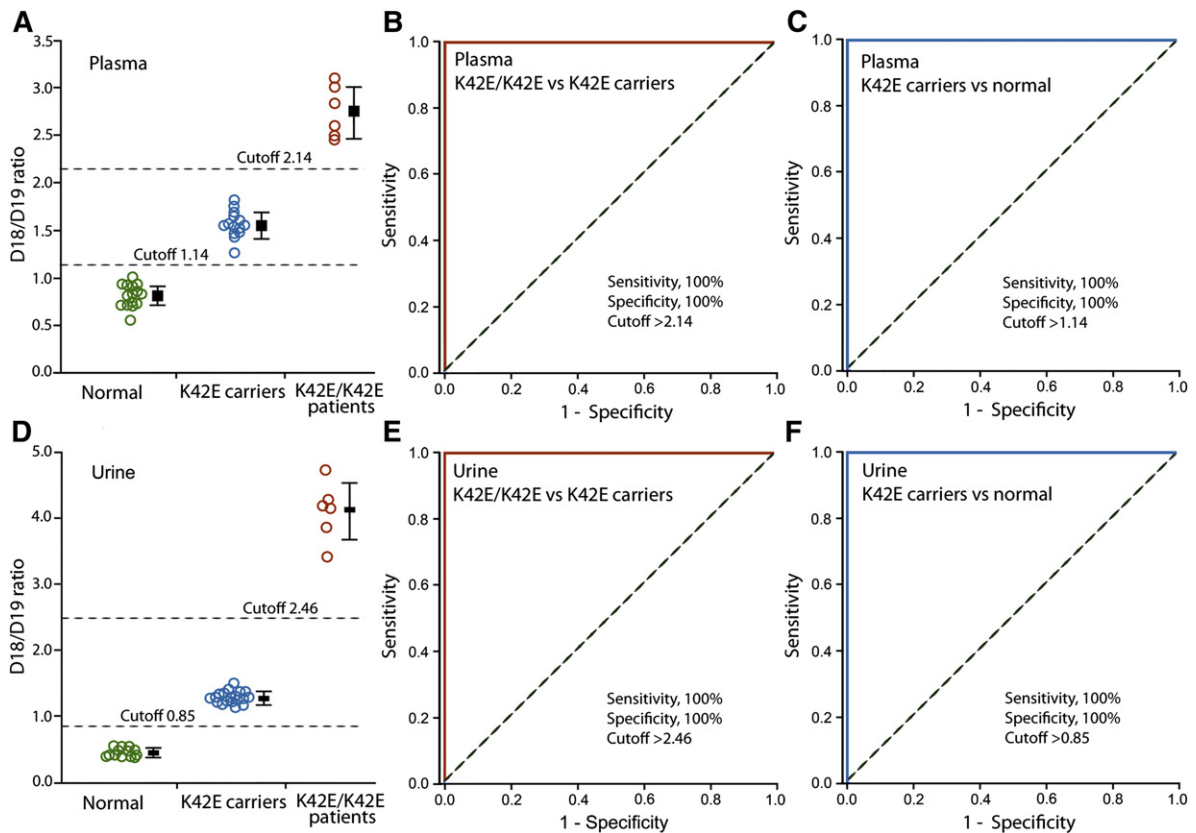 A
3.5
3.0
2.5
2.0
1.5
1.0
0.5
0.0
D18/D19 ratio
Plasma
Cutoff 2.14
Cutoff 1.14
Normal
K42E carriers
K42E/K42E
patients
B
1.0
0.8
0.6
0.4
0.2
0.0
Sensitivity
Plasma
K42E/K42E vs K42E carriers
Sensitivity, 100%
Specificity, 100%
Cutoff >2.14
0.0 0.2 0.4 0.6 0.8 1.0
1 - Specificity
C
1.0
0.8
0.6
0.4
0.2
0.0
Sensitivity
Plasma
K42E carriers vs normal
Sensitivity, 100%
Specificity, 100%
Cutoff >1.14
0.0 0.2 0.4 0.6 0.8 1.0
1 - Specificity
D
5.0
4.0
3.0
2.0
1.0
0.0
D18/D19 ratio
Urine
Cutoff 2.46
Cutoff 0.85
Normal
K42E carriers
K42E/K42E
patients
E
1.0
0.8
0.6
0.4
0.2
0.0
Sensitivity
Urine
K42E/K42E vs K42E carriers
Sensitivity, 100%
Specificity, 100%
Cutoff >2.46
0.0 0.2 0.4 0.6 0.8 1.0
1 - Specificity
F
1.0
0.8
0.6
0.4
0.2
0.0
Sensitivity
Urine
K42E carriers vs normal
Sensitivity, 100%
Specificity, 100%
Cutoff >0.85
0.0 0.2 0.4 0.6 0.8 1.0
1 - Specificity